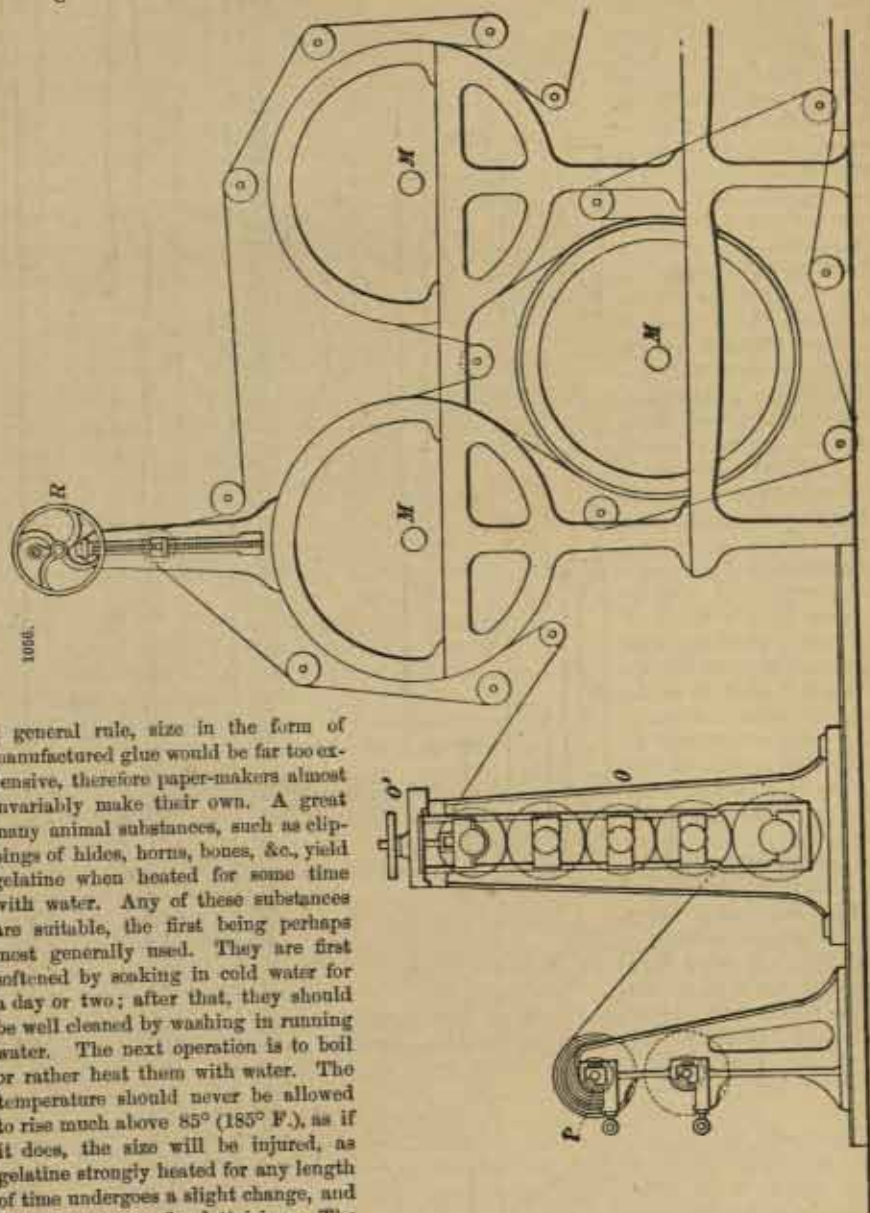 1056.
R
M
M
M
a general rule, size in the form of
manufactured glue would be far too ex-
pensive, therefore paper-makers almost
invariably make their own. A great
many animal substances, such as clip-
pings of hides, horns, bones, &c., yield
gelatine when heated for some time
with water. Any of these substances
are suitable, the first being perhaps
most generally used. They are first
softened by soaking in cold water for
a day or two; after that, they should
be well cleaned by washing in running
water. The next operation is to boil
or rather heat them with water. The
temperature should never be allowed
to rise much above 85° (185° F.), as if
it does, the size will be injured, as
gelatine strongly heated for any length
of time undergoes a slight change, and
The
O'
O
P